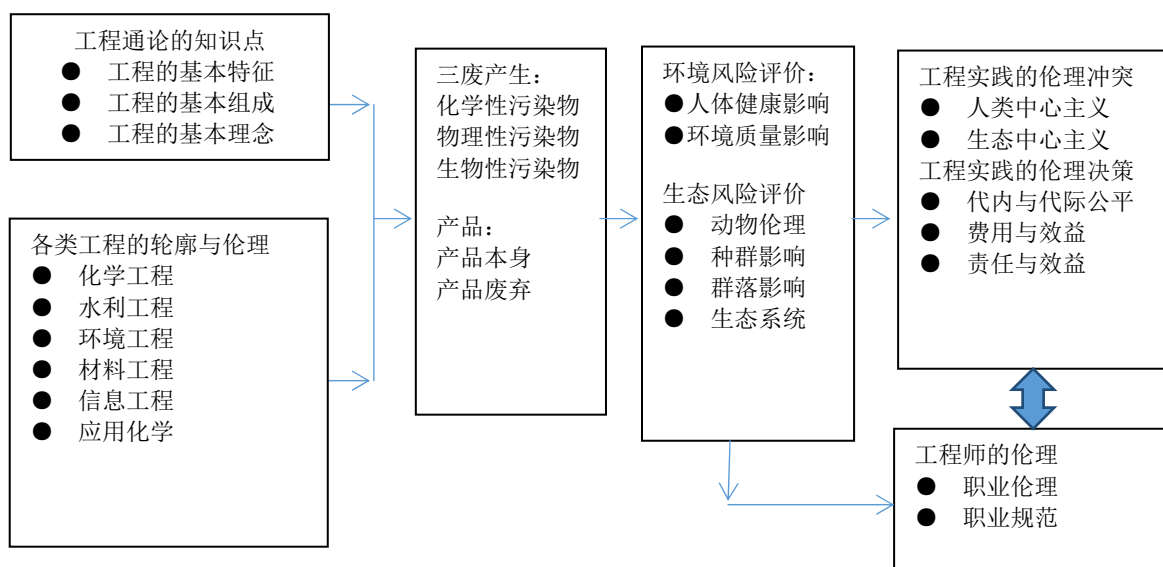 工程通论的知识点
● 工程的基本特征
● 工程的基本组成
● 工程的基本理念
各类工程的轮廓与伦理
● 化学工程
● 水利工程
● 环境工程
● 材料工程
● 信息工程
● 应用化学
三废产生：
化学性污染物
物理性污染物
生物性污染物
产品：
产品本身
产品废弃
环境风险评价：
●人体健康影响
●环境质量影响
生态风险评价
● 动物伦理
● 种群影响
● 群落影响
● 生态系统
工程实践的伦理冲突
● 人类中心主义
● 生态中心主义
工程实践的伦理决策
● 代内与代际公平
● 费用与效益
● 责任与效益
工程师的伦理
● 职业伦理
● 职业规范